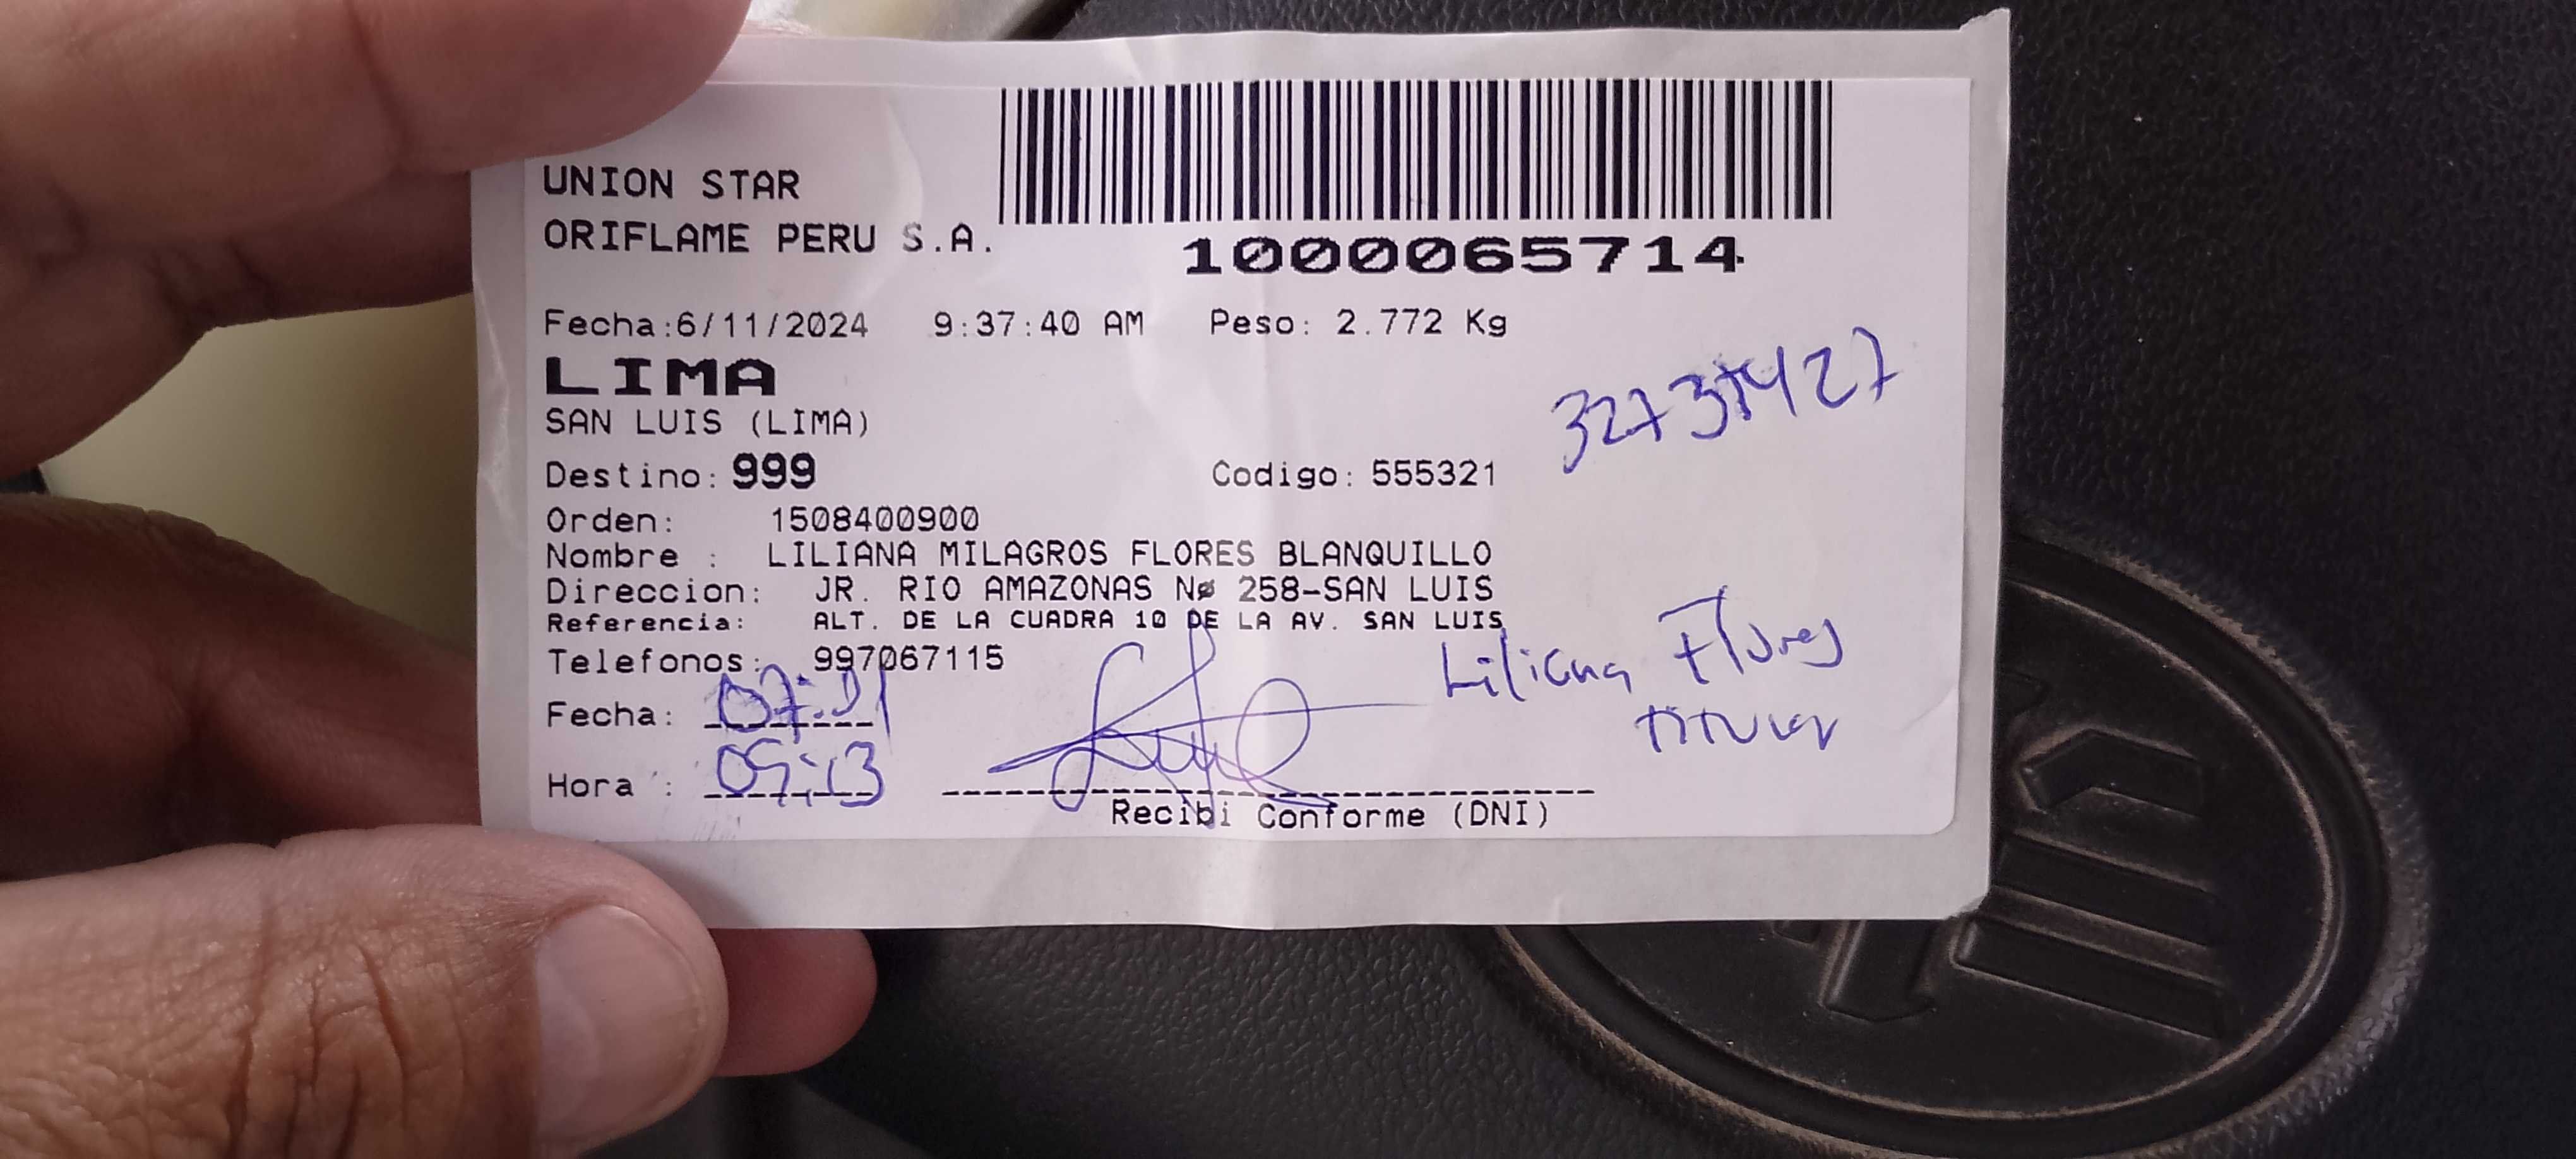 UNION STAR
ORIFLAME PERU S.A.
1000065714
Fecha:6/11/2024 9:37:40 AM Peso: 2.772 Kg
LIMA
SAN LUIS (LIMA)
Destino: 999 Codigo: 555321
Orden: 1508400900
Nombre : LILIANA MILAGROS FLORES BLANQUILLO
Direccion: JR. RIO AMAZONAS Nø 258-SAN LUIS
Referencia: ALT. DE LA CUADRA 10 DE LA AV. SAN LUIS
Telefonos: 997067115
Liliana Flores
titular
Fecha:
Hora :
Recibi Conforme (DNI)